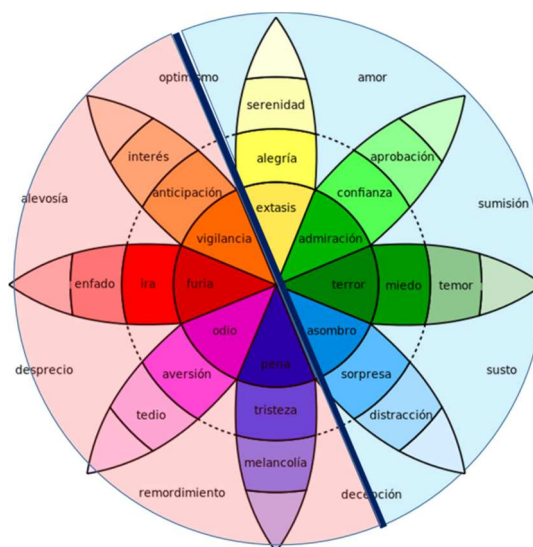 optimismo
amor
serenidad
interés
alegría
aprobación
anticipación
confianza
alevosía
extasis
sumisión
vigilancia
admiración
enfado
ira
furia
terror
miedo
temor
odio
asombro
desprecio
aversión
pena
sorpresa
susto
tedio
tristeza
distracción
melancolía
remordimiento
decepción